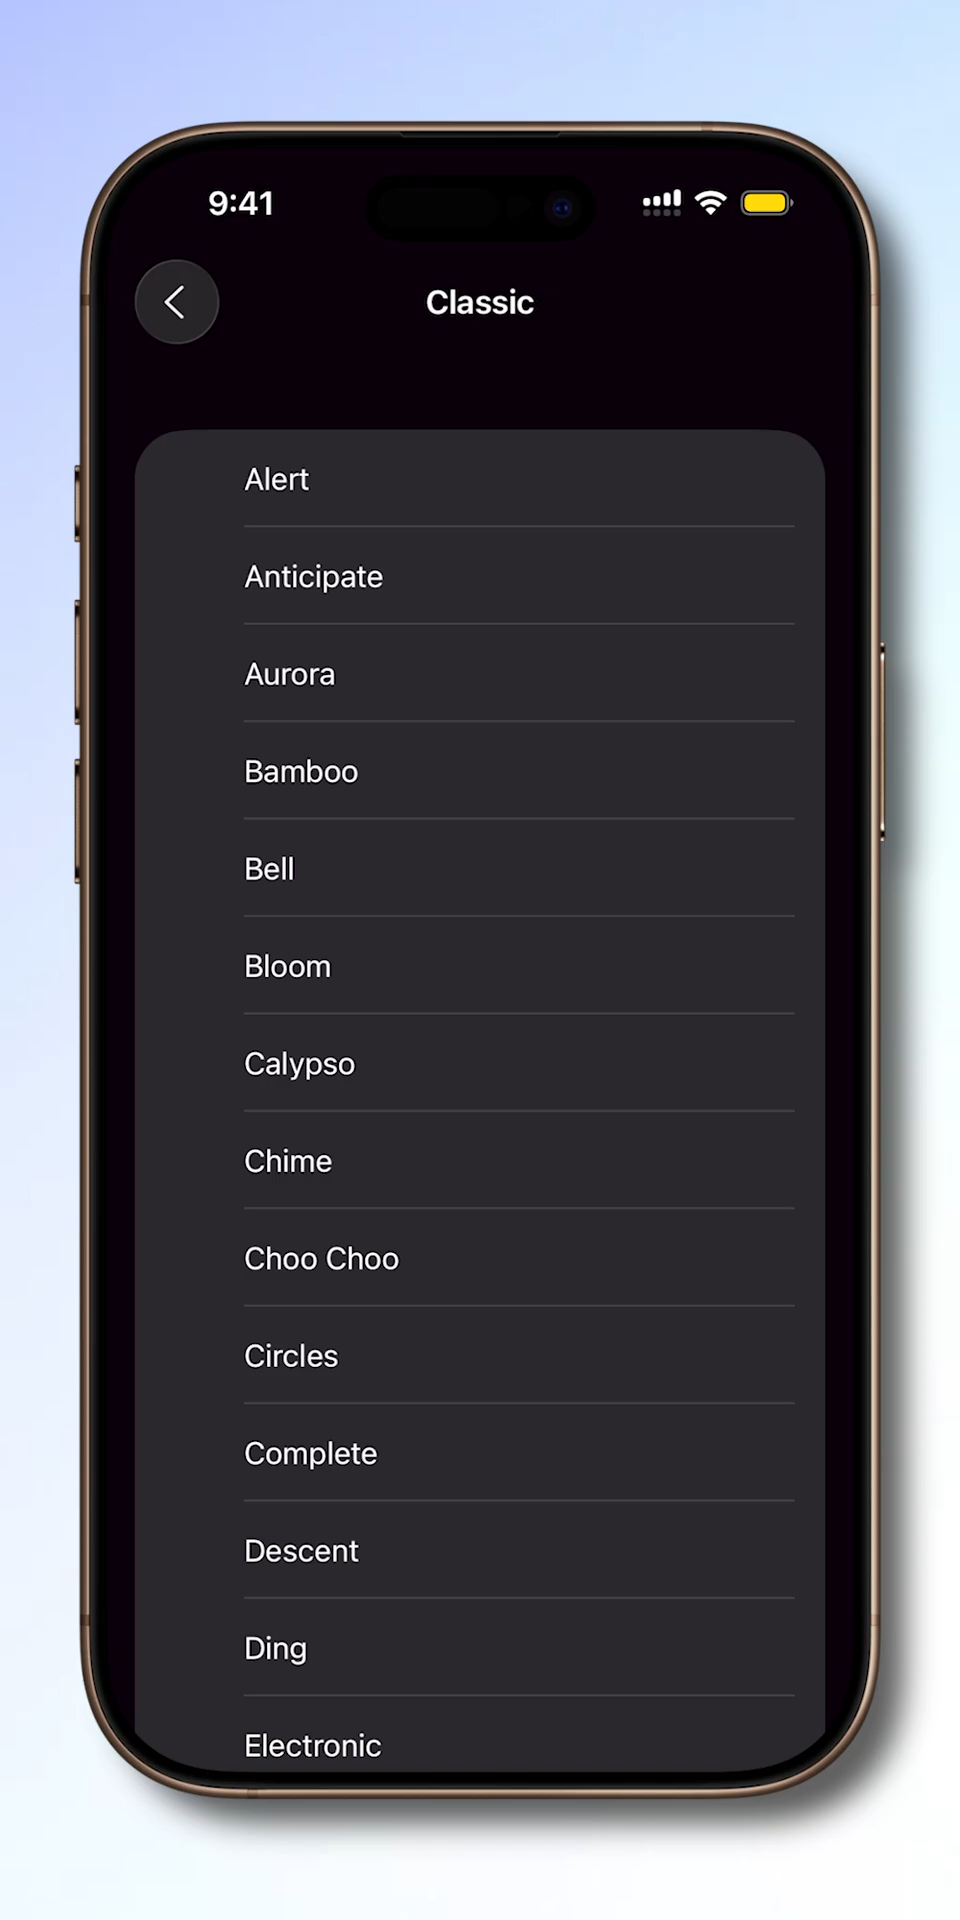 9:41
Classic
Alert
Anticipate
Aurora
Bamboo
Bell
Bloom
Calypso
Chime
Choo Choo
Circles
Complete
Descent
Ding
Electronic